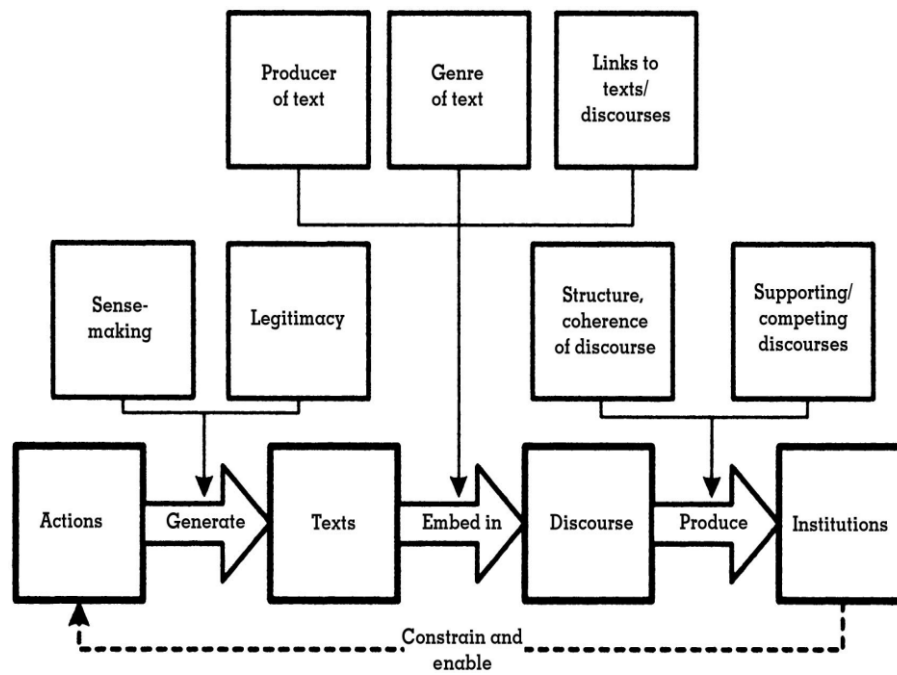 Producer
of text
Genre
of text
Links to
texts/
discourses
Sense-
making
Legitimacy
Structure,
coherence
of discourse
Supporting/
competing
discourses
Actions
Generate
Texts
Embed in
Discourse
Produce
Institutions
Constrain and
enable